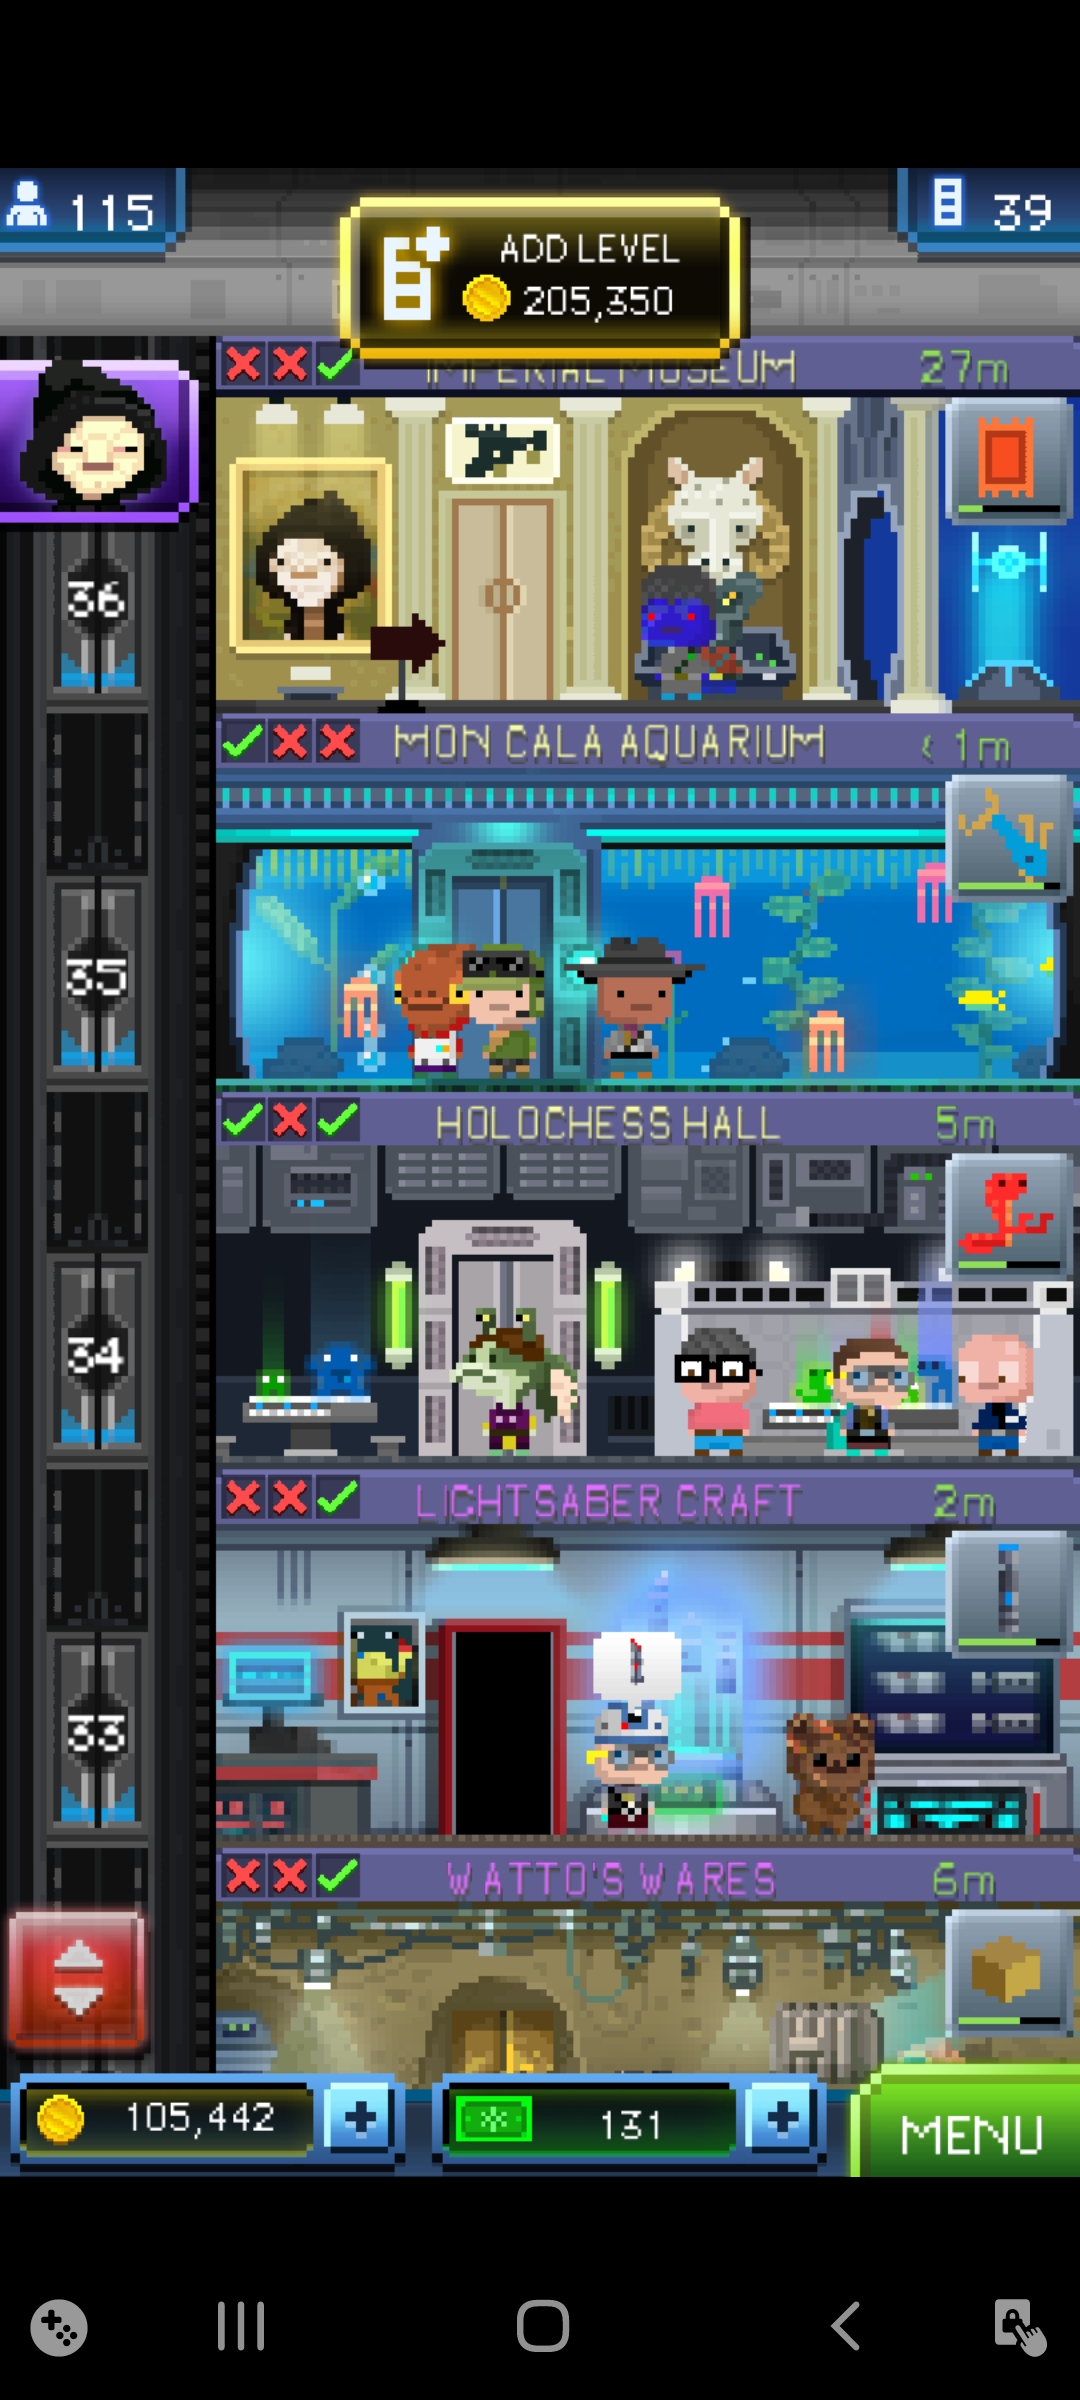 115
39
ADD LEVEL
205,350
IMPERIAL MUSEUM 27m
36
MON CALA AQUARIUM < 1m
35
HOLOCHESS HALL 5m
34
LIGHTSABER CRAFT 2m
33
WATTO'S WARES 6m
105,442
131
MENU